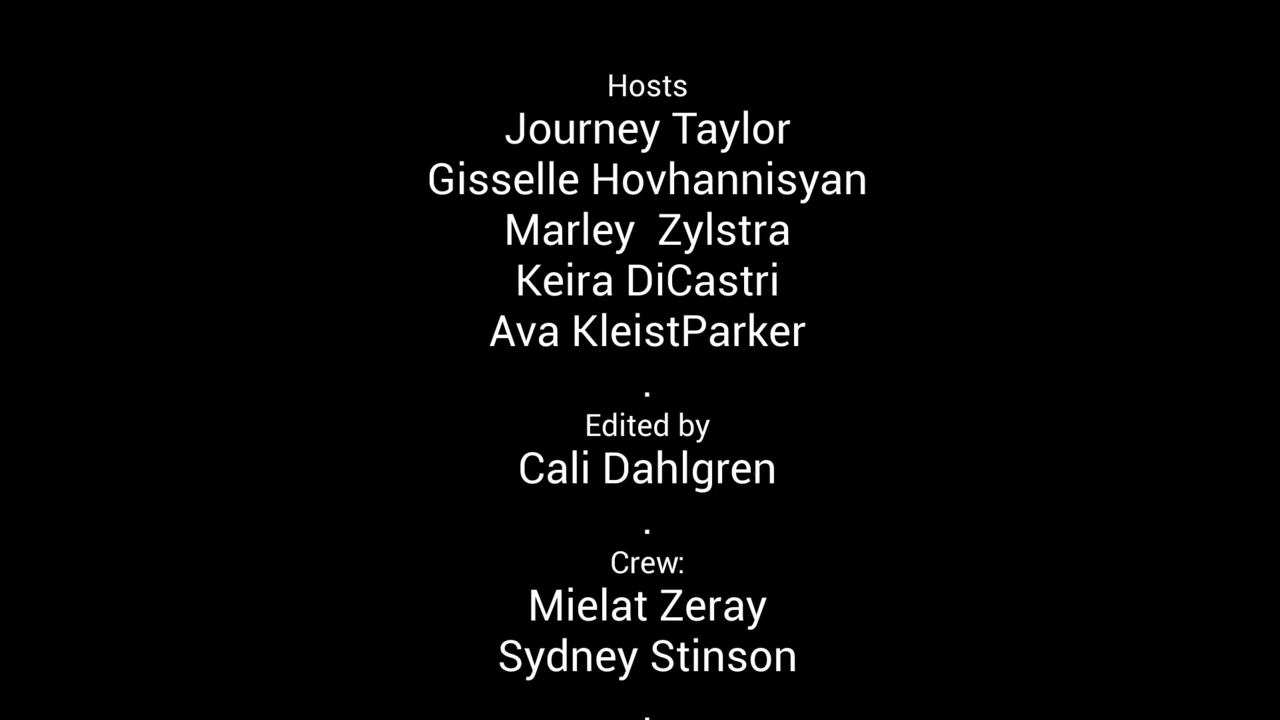 Hosts
Journey Taylor
Gisselle Hovhannisyan
Marley  Zylstra
Keira DiCastri
Ava KleistParker
.
Edited by
Cali Dahlgren
.
Crew:
Mielat Zeray
Sydney Stinson
.